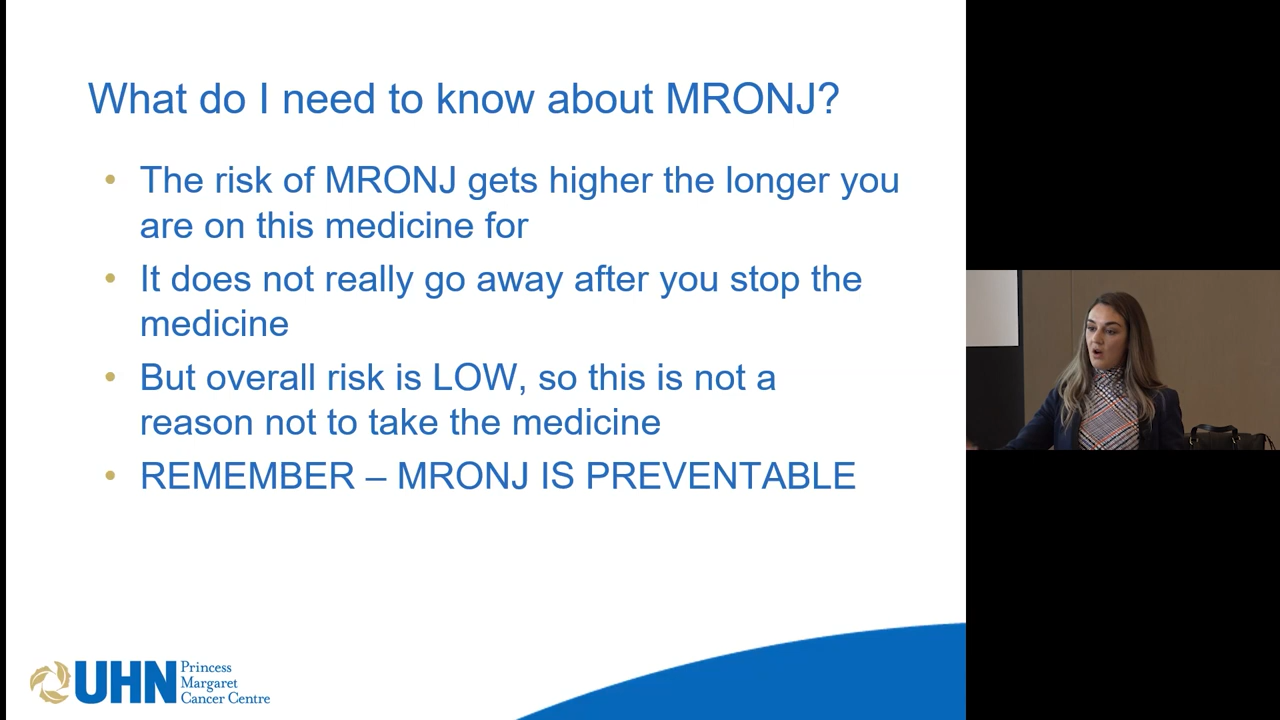 What do I need to know about MRONJ?
• The risk of MRONJ gets higher the longer you
are on this medicine for
• It does not really go away after you stop the
medicine
• But overall risk is LOW, so this is not a
reason not to take the medicine
• REMEMBER – MRONJ IS PREVENTABLE
UHN
Princess
Margaret
Cancer Centre